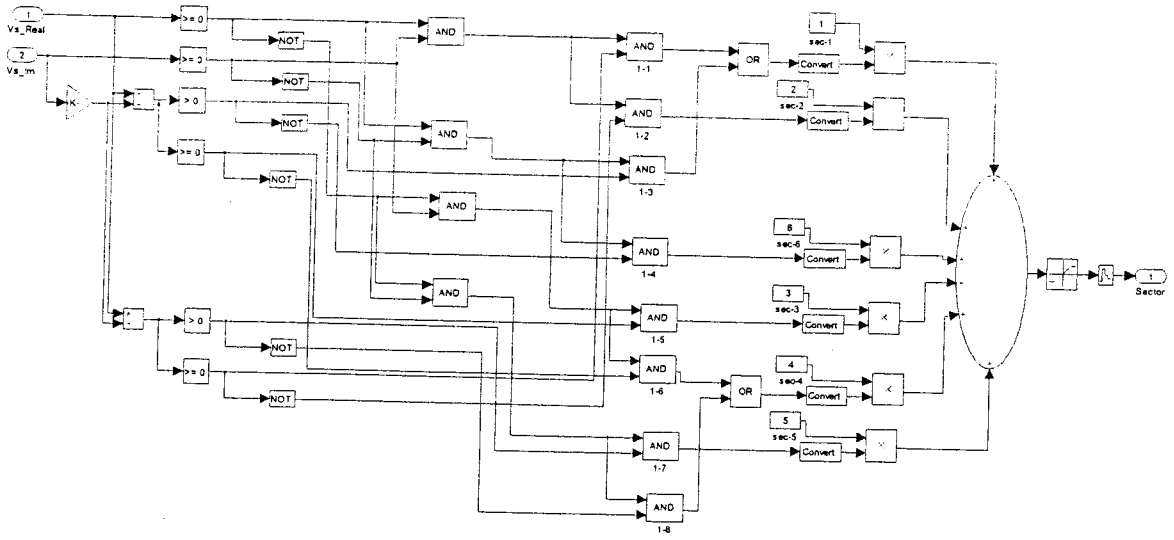 1
Vs_Real
>= 0
AND
1
sec-1
×
NOT
AND
1-1
OR
Convert
2
Vs_Im
>= 0
NOT
2
sec-2
Convert
K
> 0
AND
1-2
NOT
AND
>= 0
AND
1-3
NOT
AND
6
sec-6
×
Convert
AND
1-4
1
Sector
AND
3
sec-3
×
Convert
> 0
AND
1-5
NOT
AND
1-6
4
sec-4
×
Convert
OR
>= 0
NOT
5
sec-5
×
Convert
AND
1-7
AND
1-8